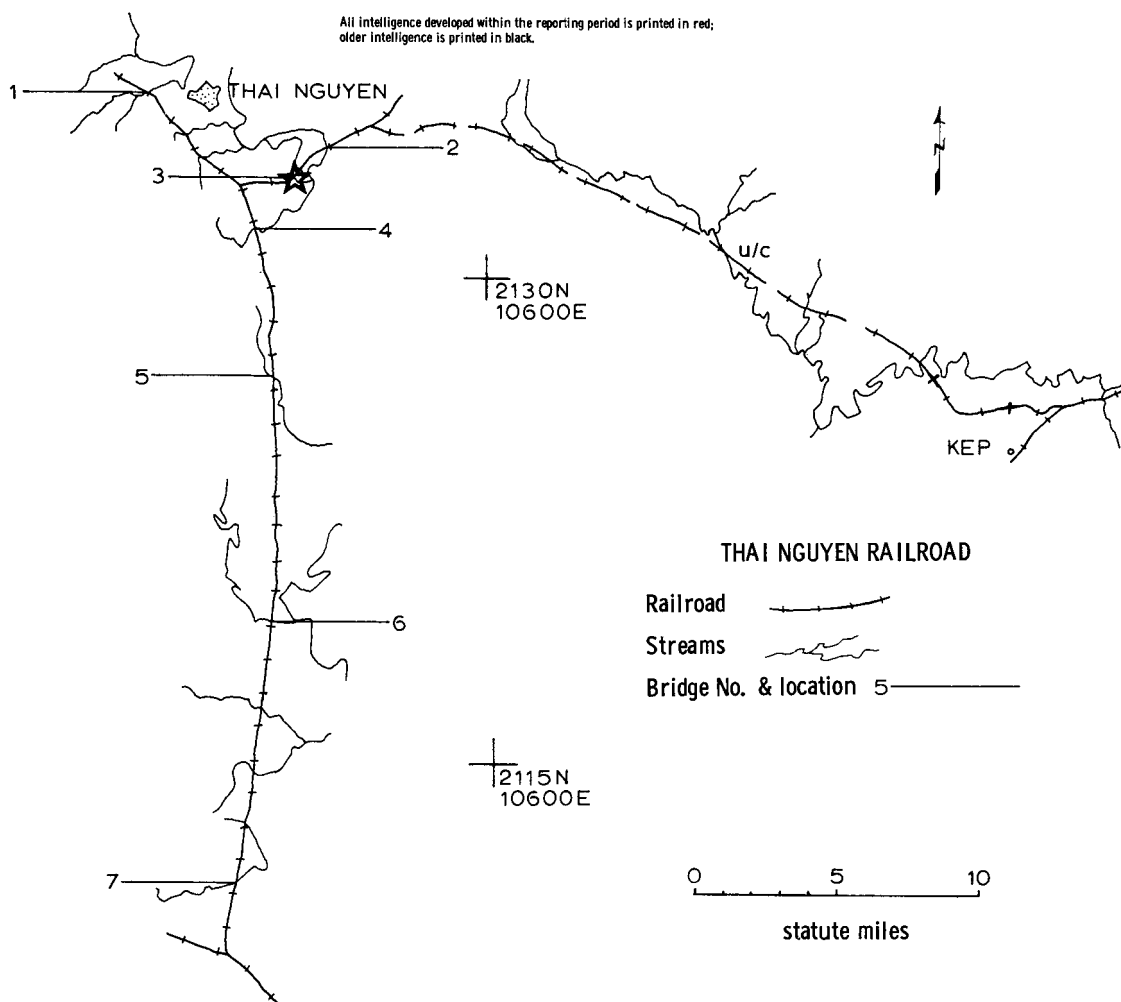 All intelligence developed within the reporting period is printed in red;
older intelligence is printed in black.
1
THAI NGUYEN
2
3
N
4
u/c
2130N
10600E
5
KEP
THAI NGUYEN RAILROAD
Railroad
6
Streams
Bridge No. & location 5
2115N
10600E
7
0 5 10
statute miles